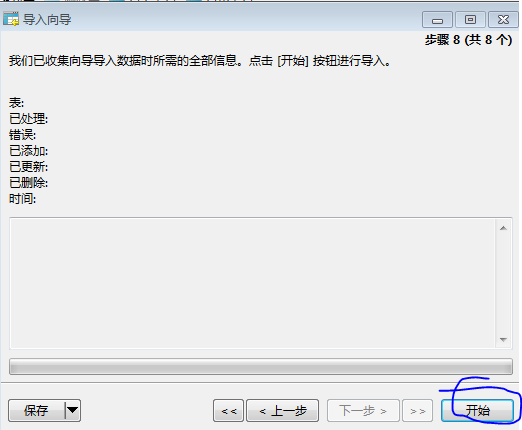 导入向导
步骤 8 (共 8 个)
我们已收集向导导入数据时所需的全部信息。点击 [开始] 按钮进行导入。
表:
已处理:
错误:
已添加:
已更新:
已删除:
时间:
保存 << < 上一步 下一步 > >> 开始